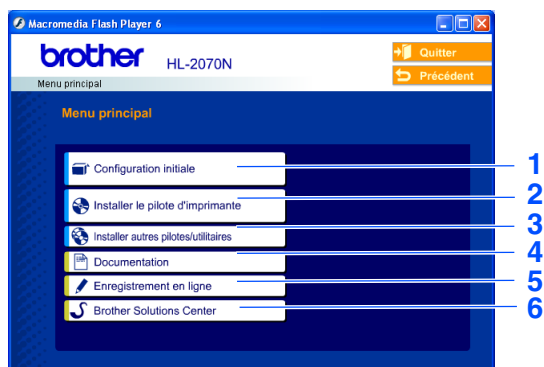 Macromedia Flash Player 6
brother HL-2070N
Quitter
Précédent
Menu principal
Menu principal
Configuration initiale
1
Installer le pilote d'imprimante
2
Installer autres pilotes/utilitaires
3
Documentation
4
Enregistrement en ligne
5
Brother Solutions Center
6